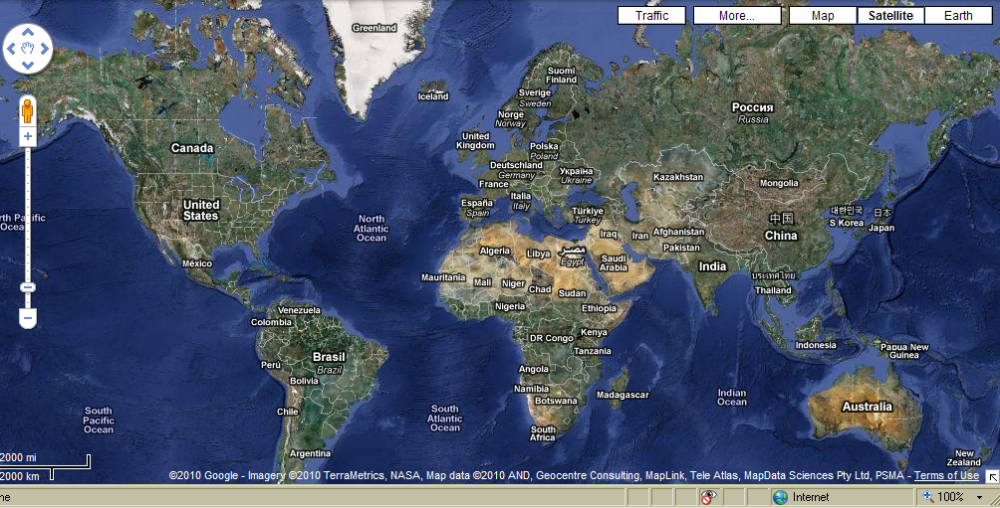 Traffic
More...
Map
Satellite
Earth
Greenland
Iceland
Suomi
Finland
Sverige
Sweden
Norge
Norway
Россия
Russia
United
Kingdom
Polska
Poland
Canada
Deutschland
Germany
Україна
Ukraine
France
Kazakhstan
Mongolia
Italia
Italy
United
States
España
Spain
Türkiye
Turkey
中国
China
대한민국
S Korea
日本
Japan
rth Pacific
Ocean
North
Atlantic
Ocean
Iraq
Iran
Afghanistan
Pakistan
Algeria
Libya
مصر
Egypt
Saudi
Arabia
India
México
Mauritania
Mali
Niger
Chad
Sudan
ประเทศไทย
Thailand
Nigeria
Ethiopia
Venezuela
Colombia
Kenya
DR Congo
Tanzania
Indonesia
Papua New
Guinea
Brasil
Brazil
Perú
Bolivia
Angola
Namibia
Botswana
Madagascar
Indian
Ocean
Australia
South
Pacific
Ocean
Chile
South
Atlantic
Ocean
South
Africa
Argentina
New
Zealand
2000 mi
2000 km
©2010 Google - Imagery ©2010 TerraMetrics, NASA, Map data ©2010 AND, Geocentre Consulting, MapLink, Tele Atlas, MapData Sciences Pty Ltd, PSMA - Terms of Use
ne
Internet
100%